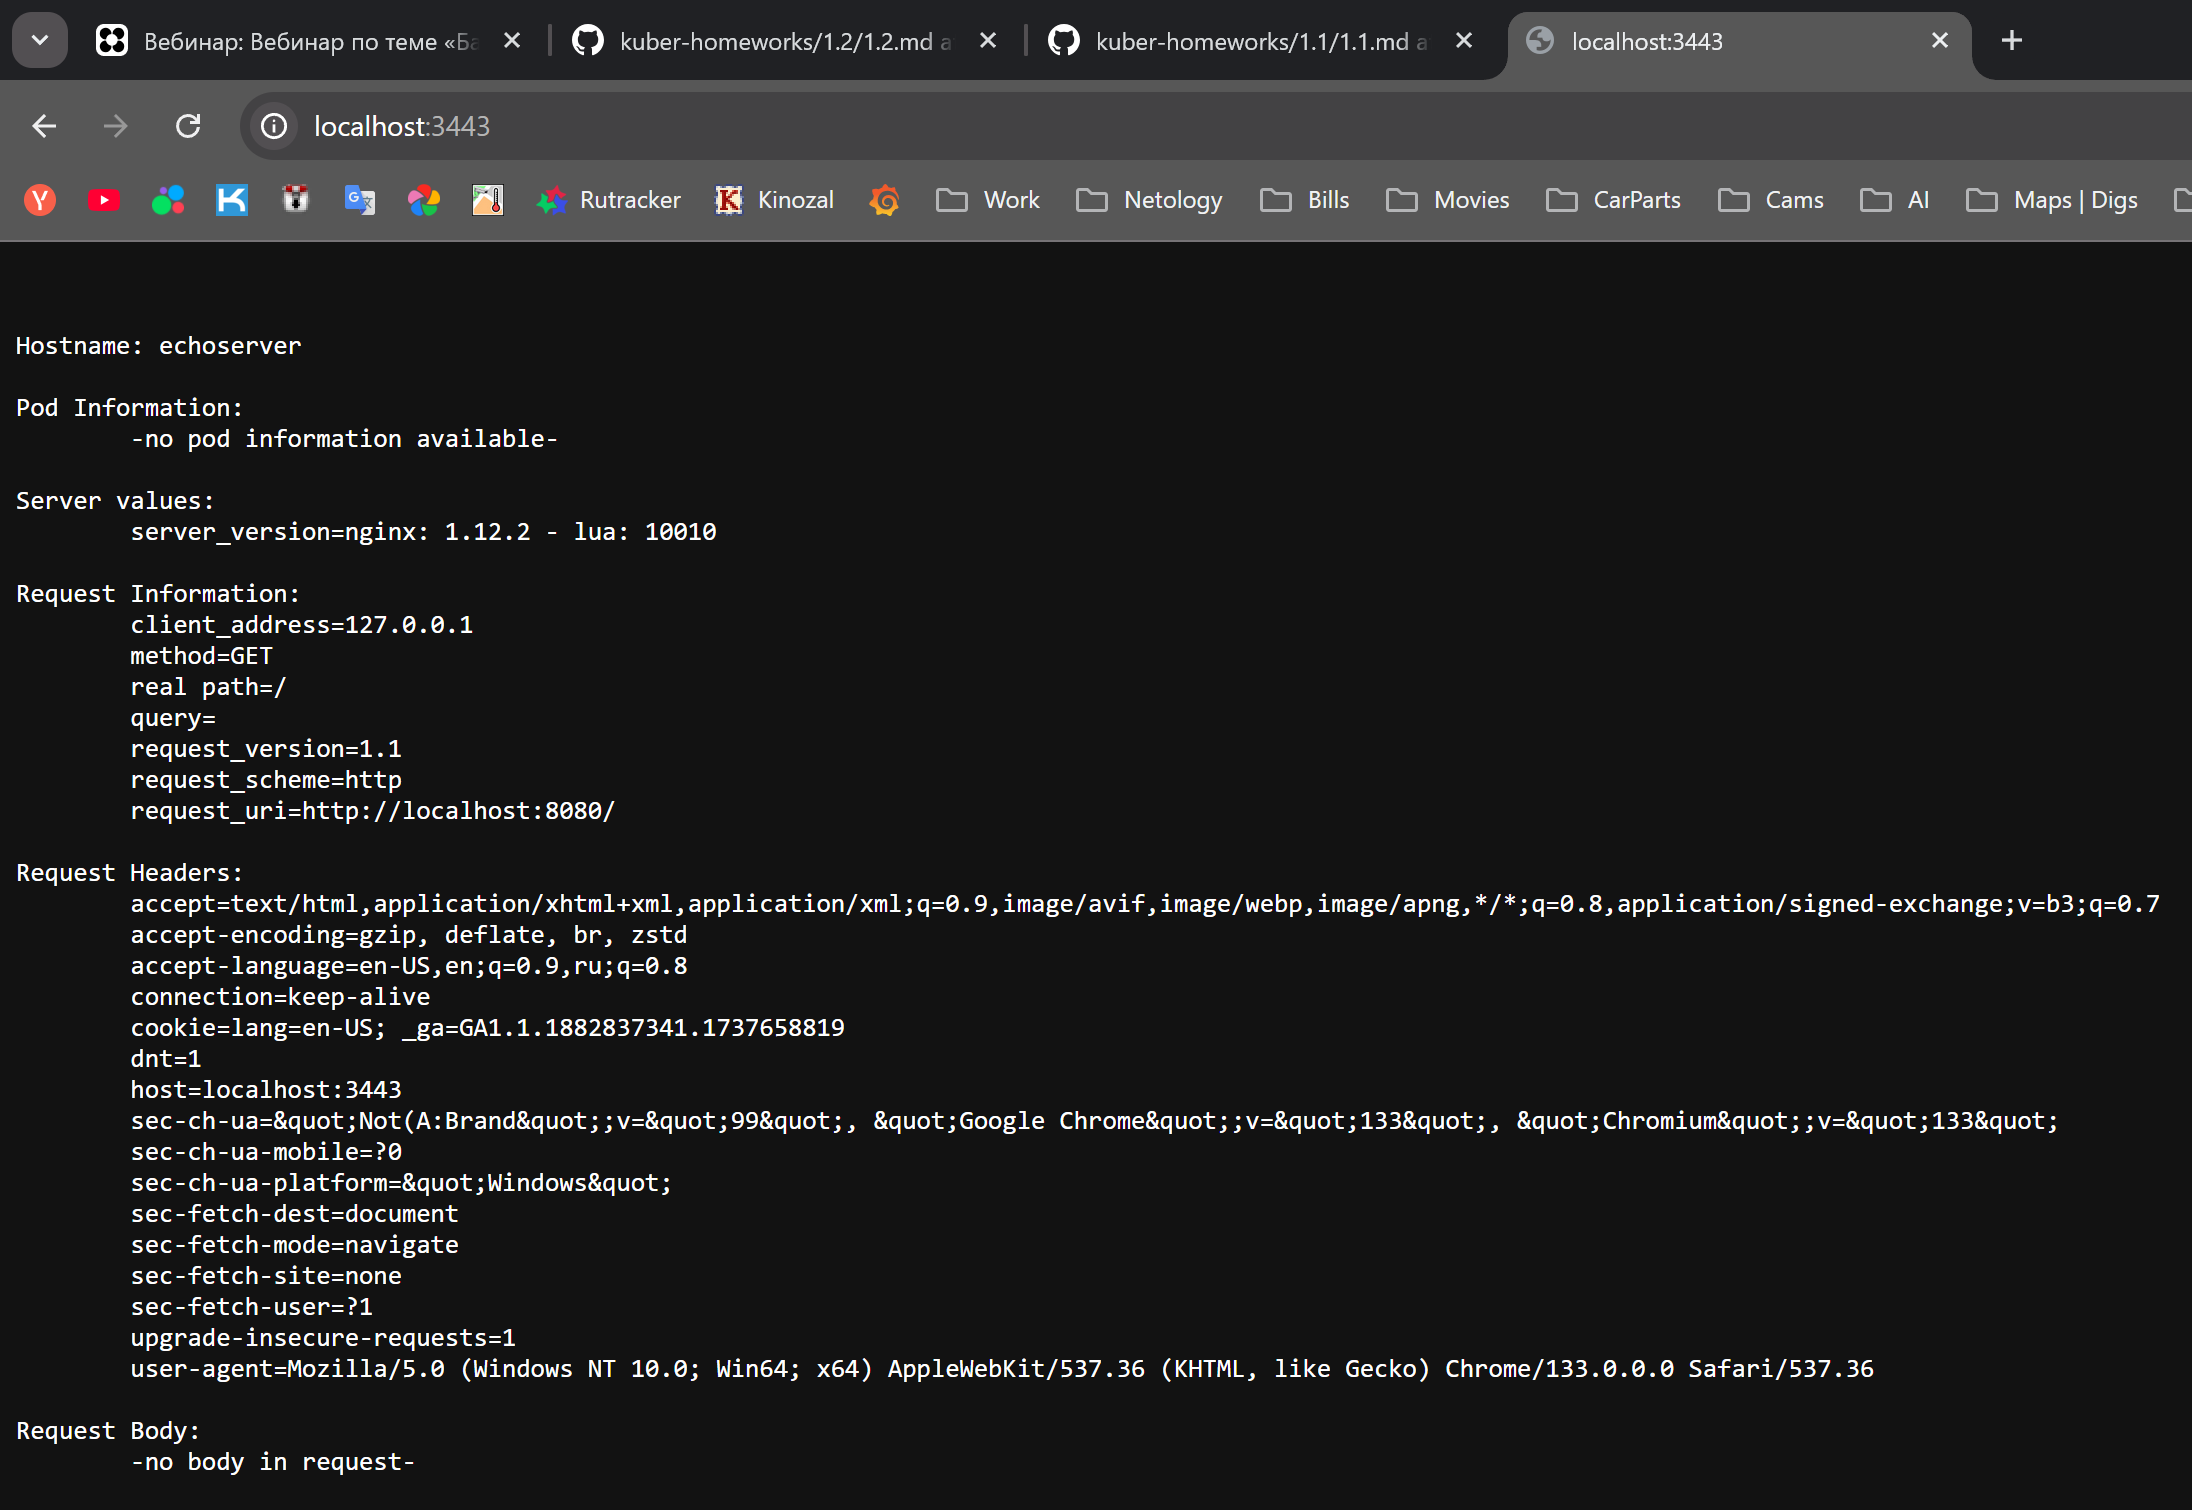 Вебинар: Вебинар по теме «Ба
kuber-homeworks/1.2/1.2.md a
kuber-homeworks/1.1/1.1.md a
localhost:3443
localhost:3443
Rutracker
Kinozal
Work
Netology
Bills
Movies
CarParts
Cams
AI
Maps | Digs
Hostname: echoserver
Pod Information:
-no pod information available-
Server values:
server_version=nginx: 1.12.2 - lua: 10010
Request Information:
client_address=127.0.0.1
method=GET
real path=/
query=
request_version=1.1
request_scheme=http
request_uri=http://localhost:8080/
Request Headers:
accept=text/html,application/xhtml+xml,application/xml;q=0.9,image/avif,image/webp,image/apng,*/*;q=0.8,application/signed-exchange;v=b3;q=0.7
accept-encoding=gzip, deflate, br, zstd
accept-language=en-US,en;q=0.9,ru;q=0.8
connection=keep-alive
cookie=lang=en-US; _ga=GA1.1.1882837341.1737658819
dnt=1
host=localhost:3443
sec-ch-ua=&quot;Not(A:Brand&quot;;v=&quot;99&quot;, &quot;Google Chrome&quot;;v=&quot;133&quot;, &quot;Chromium&quot;;v=&quot;133&quot;
sec-ch-ua-mobile=?0
sec-ch-ua-platform=&quot;Windows&quot;
sec-fetch-dest=document
sec-fetch-mode=navigate
sec-fetch-site=none
sec-fetch-user=?1
upgrade-insecure-requests=1
user-agent=Mozilla/5.0 (Windows NT 10.0; Win64; x64) AppleWebKit/537.36 (KHTML, like Gecko) Chrome/133.0.0.0 Safari/537.36
Request Body:
-no body in request-